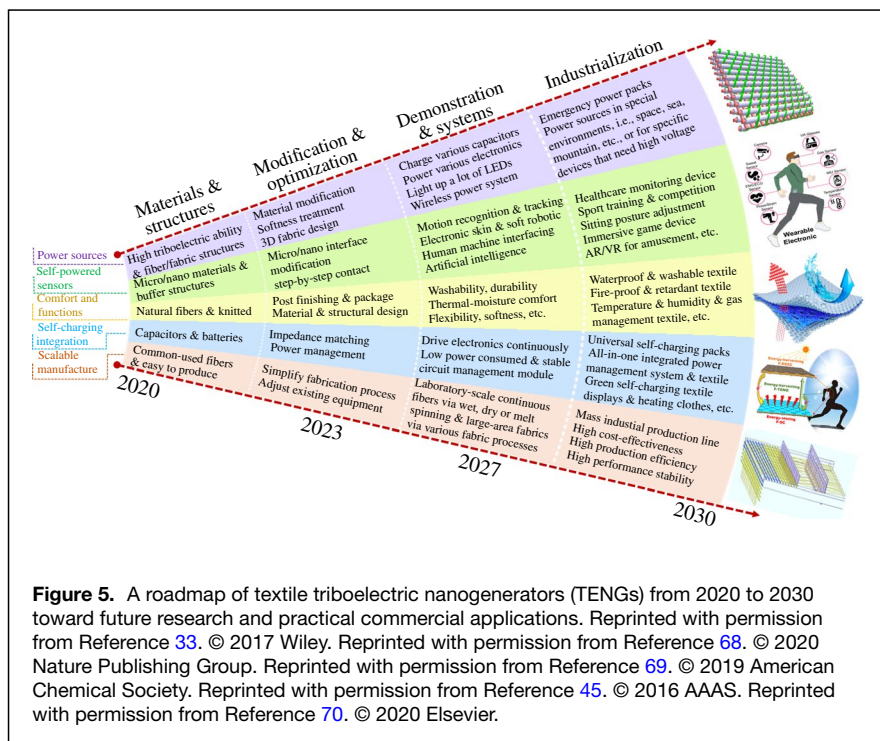 Materials &
structures
Modification &
optimization
Demonstration
& systems
Industrialization
Power sources
High triboelectric ability
& fiber/fabric structures
Material modification
Softness treatment
3D fabric design
Charge various capacitors
Power various electronics
Light up a lot of LEDs
Wireless power system
Emergency power packs
Power sources in special
environments, i.e., space, sea,
mountain, etc., or for specific
devices that need high voltage
Self-powered
sensors
Micro/nano materials &
buffer structures
Micro/nano interface
modification
step-by-step contact
Motion recognition & tracking
Electronic skin & soft robotic
Human machine interfacing
Artificial intelligence
Healthcare monitoring device
Sport training & competition
Sitting posture adjustment
Immersive game device
AR/VR for amusement, etc.
Comfort and
functions
Natural fibers & knitted
Post finishing & package
Material & structural design
Washability, durability
Thermal-moisture comfort
Flexibility, softness, etc.
Waterproof & washable textile
Fire-proof & retardant textile
Temperature & humidity & gas
management textile, etc.
Self-charging
integration
Capacitors & batteries
Impedance matching
Power management
Drive electronics continuously
Low power consumed & stable
circuit management module
Universal self-charging packs
All-in-one integrated power
management system & textile
Green self-charging textile
displays & heating clothes, etc.
Scalable
manufacture
Common-used fibers
& easy to produce
Simplify fabrication process
Adjust existing equipment
Laboratory-scale continuous
fibers via wet, dry or melt
spinning & large-area fabrics
via various fabric processes
Mass industial production line
High cost-effectiveness
High production efficiency
High performance stability
2020
2023
2027
2030
Wearable
Electronic
Figure 5. A roadmap of textile triboelectric nanogenerators (TENGs) from 2020 to 2030
toward future research and practical commercial applications. Reprinted with permission
from Reference 33. © 2017 Wiley. Reprinted with permission from Reference 68. © 2020
Nature Publishing Group. Reprinted with permission from Reference 69. © 2019 American
Chemical Society. Reprinted with permission from Reference 45. © 2016 AAAS. Reprinted
with permission from Reference 70. © 2020 Elsevier.